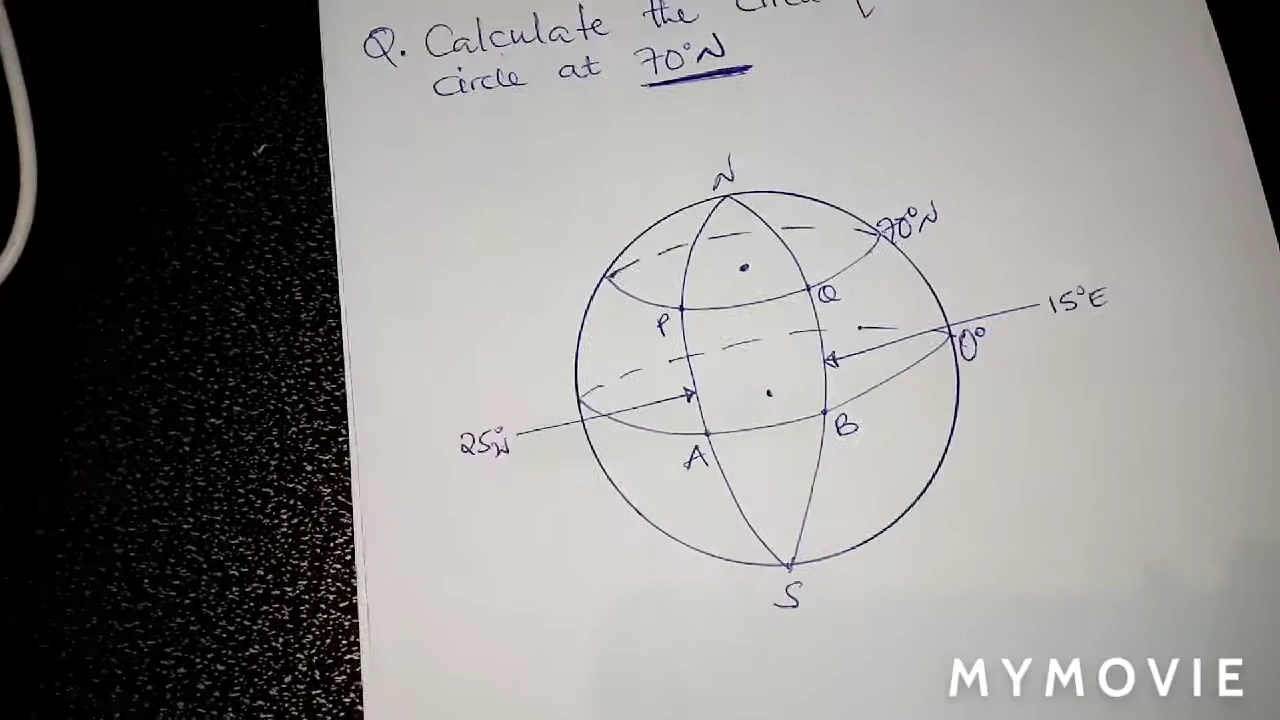 Q. Calculate the
circle at 70°N
N
70°N
15°E
Q
P
0°
25°W
B
A
S
MYMOVIE